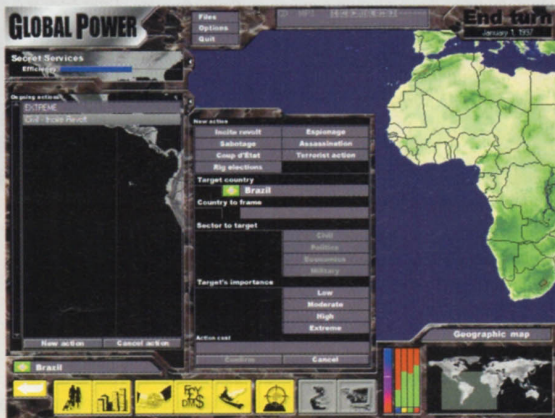 GLOBAL POWER
Files
Options
Quit
End turn
January 1, 1997
Secret Services
Efficiency
Ongoing actions
EXTREME
Civil - Incite Revolt
New action
Incite revolt Espionage
Sabotage Assassination
Coup d'Etat Terrorist action
Rig elections
Target country
Brazil
Country to frame
Sector to target
Civil
Politics
Economics
Military
Target's importance
Low
Moderate
High
Extreme
Action cost
Confirm Cancel
New action Cancel action
Brazil
Geographic map